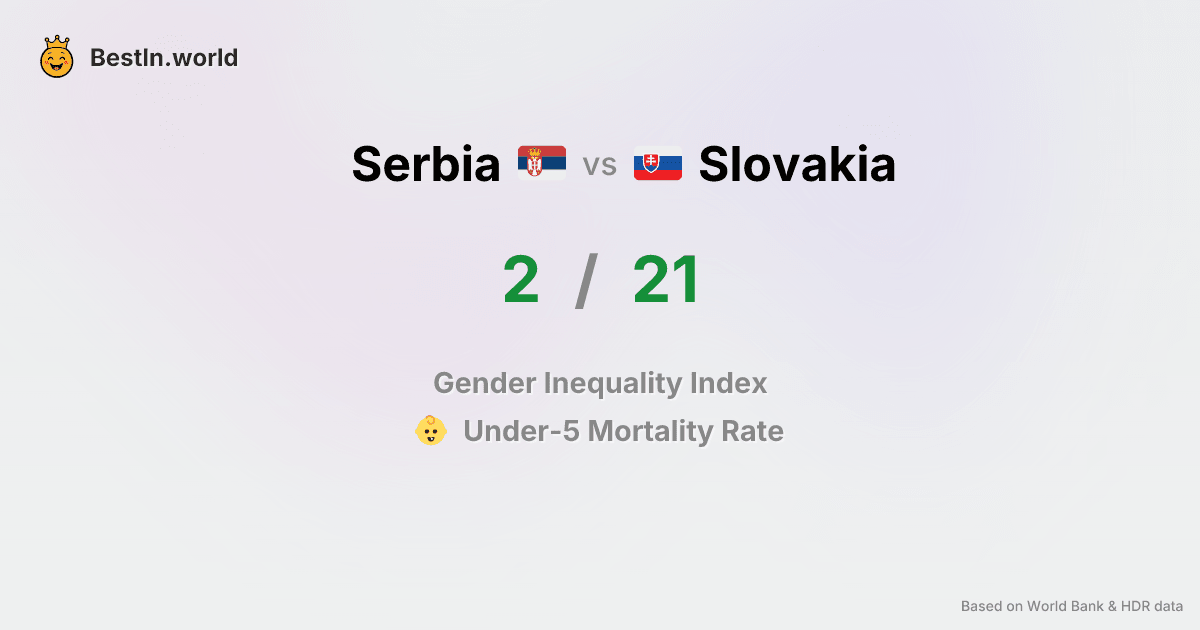 BestIn.world
Serbia vs Slovakia
2 / 21
Gender Inequality Index
Under-5 Mortality Rate
Based on World Bank & HDR data